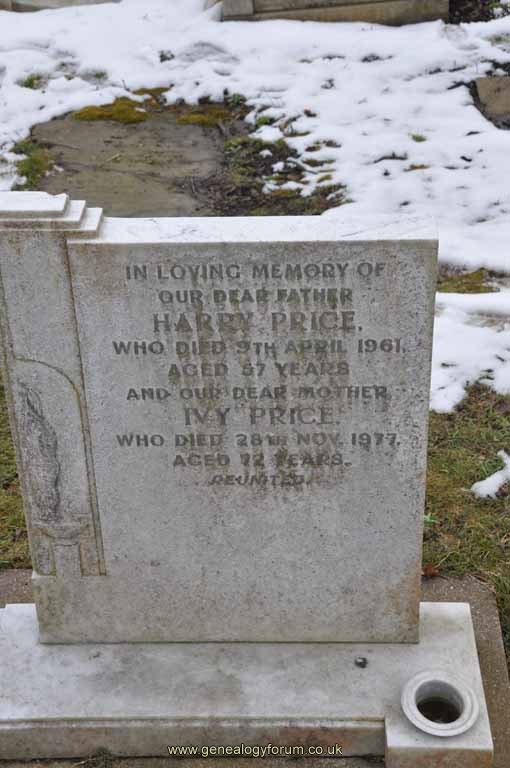 IN LOVING MEMORY OF
OUR DEAR FATHER
HARRY PRICE.
WHO DIED 9TH APRIL 1961,
AGED 57 YEARS
AND OUR DEAR MOTHER
IVY PRICE.
WHO DIED 28TH NOV. 1977.
AGED 72 YEARS.
REUNITED.
www.genealogyforum.co.uk